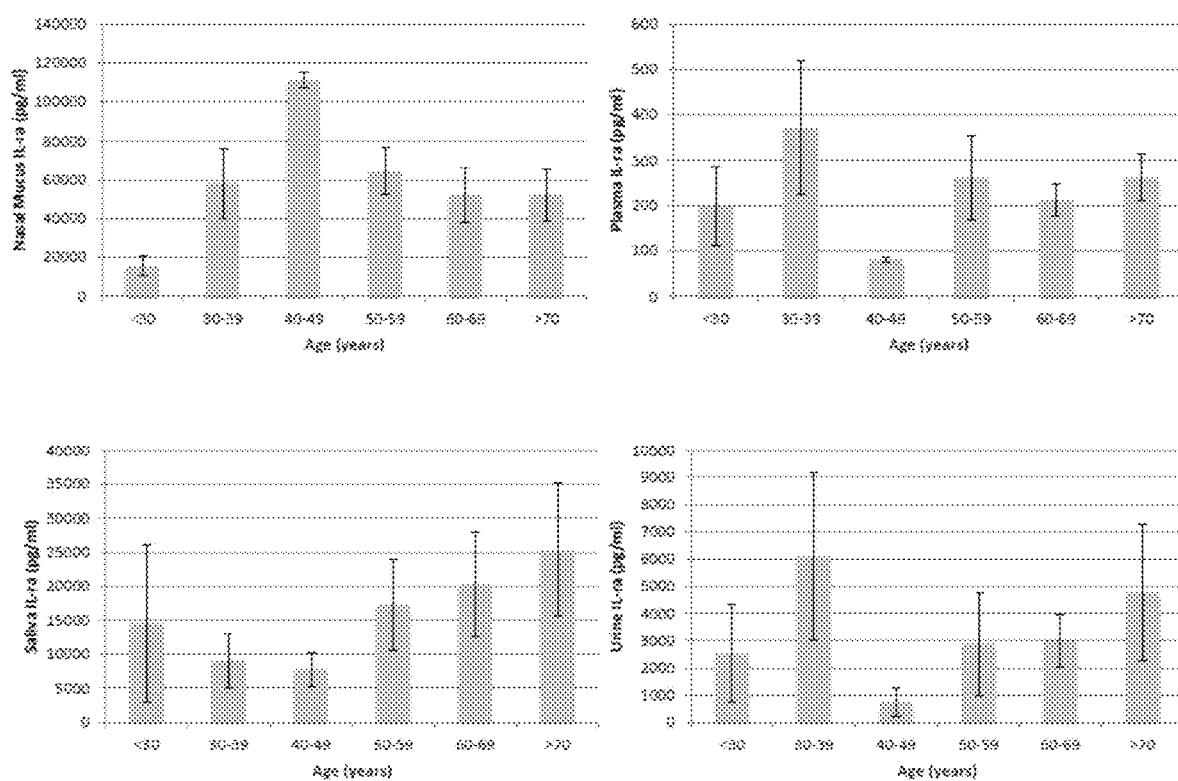 140000
120000
100000
80000
60000
40000
20000
0
Nasal Mucus IL-ra (pg/ml)
<30 30-39 40-49 50-59 60-69 >70
Age (years)
600
500
400
300
200
100
0
Plasma IL-ra (pg/ml)
<30 30-39 40-49 50-59 60-69 >70
Age (years)
40000
35000
30000
25000
20000
15000
10000
5000
0
Saliva IL-ra (pg/ml)
<30 30-39 40-49 50-59 60-69 >70
Age (years)
10000
9000
8000
7000
6000
5000
4000
3000
2000
1000
0
Urine IL-ra (pg/ml)
<30 30-39 40-49 50-59 60-69 >70
Age (years)